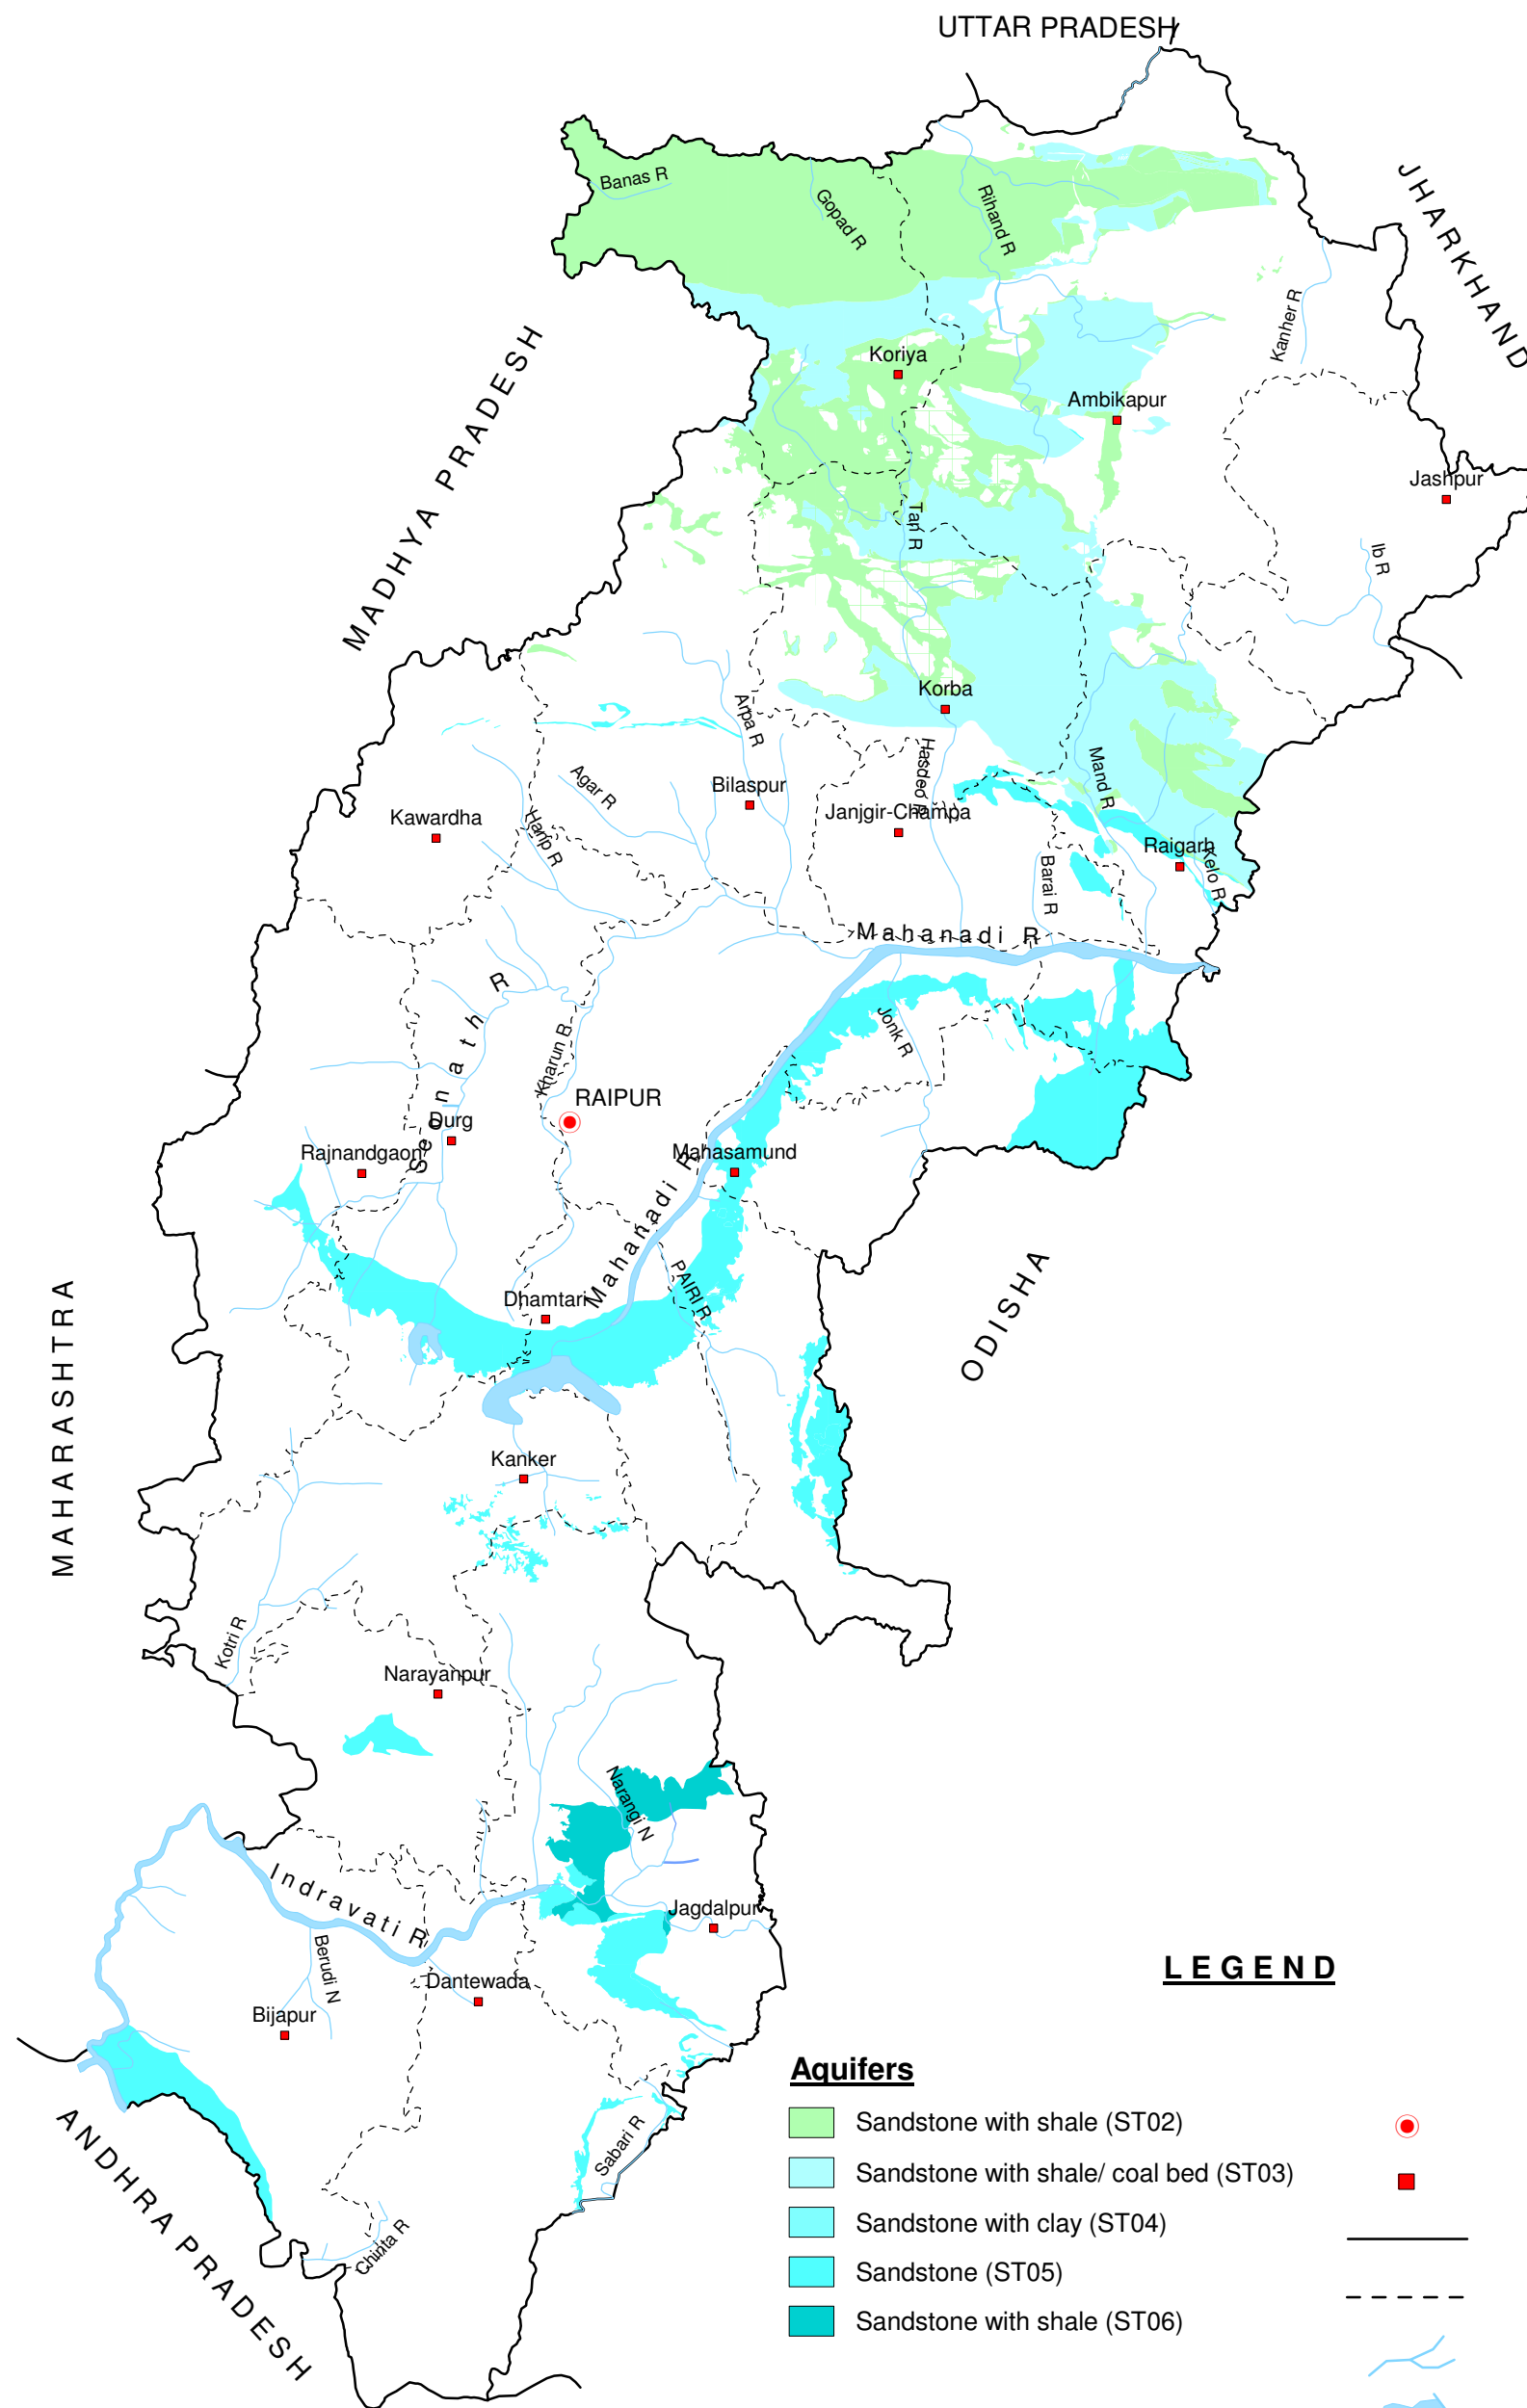 UTTAR PRADESH
JHARKHAND
Banas R
Gopad R
Rihand R
Kanher R
MADHYA PRADESH
Koriya
Ambikapur
Jashpur
Tan R
Ib R
Korba
Arpa R
Hasdeo R
Mand R
Agar R
Bilaspur
Kawardha
Hanp R
Janjgir-Champa
Raigarh
Kelo R
Barai R
Mahanadi R
Jonk R
Seonath R
Kharun R
RAIPUR
Durg
Rajnandgaon
Mahasamund
Mahanadi R
PAIRI R
Dhamtari
ODISHA
MAHARASHTRA
Kanker
Kotri R
Narayanpur
Narangi N
Indravati R
Jagdalpur
Berudi N
Dantewada
Bijapur
Sabari R
Chinta R
ANDHRA PRADESH
LEGEND
Aquifers
Sandstone with shale (ST02)
Sandstone with shale/ coal bed (ST03)
Sandstone with clay (ST04)
Sandstone (ST05)
Sandstone with shale (ST06)